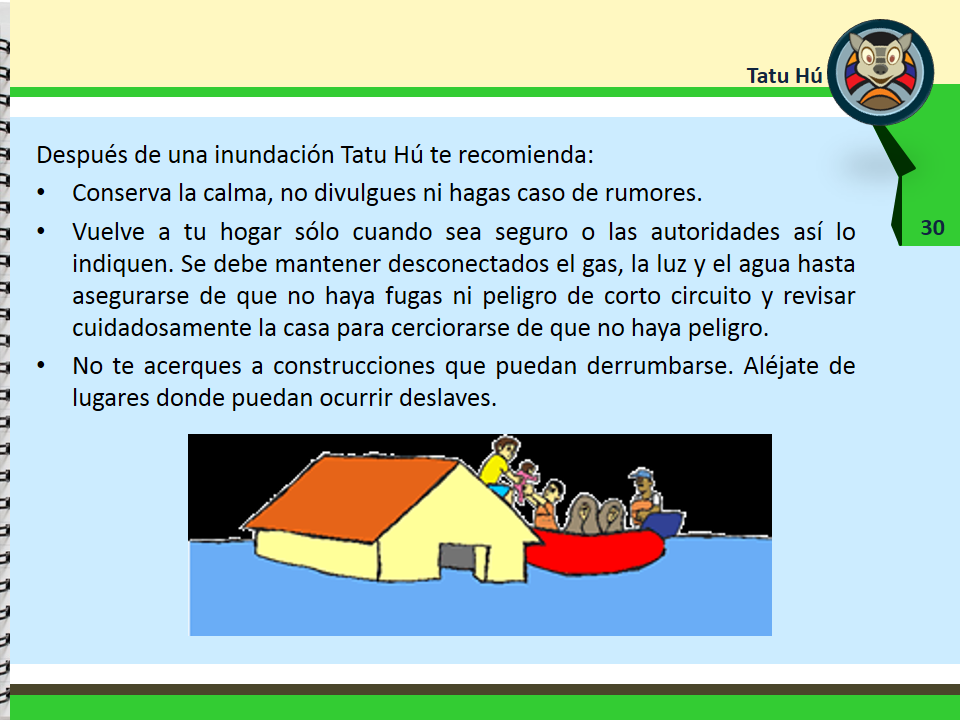 Tatu Hú
30
Después de una inundación Tatu Hú te recomienda:
• Conserva la calma, no divulgues ni hagas caso de rumores.
• Vuelve a tu hogar sólo cuando sea seguro o las autoridades así lo
indiquen. Se debe mantener desconectados el gas, la luz y el agua hasta
asegurarse de que no haya fugas ni peligro de corto circuito y revisar
cuidadosamente la casa para cerciorarse de que no haya peligro.
• No te acerques a construcciones que puedan derrumbarse. Aléjate de
lugares donde puedan ocurrir deslaves.